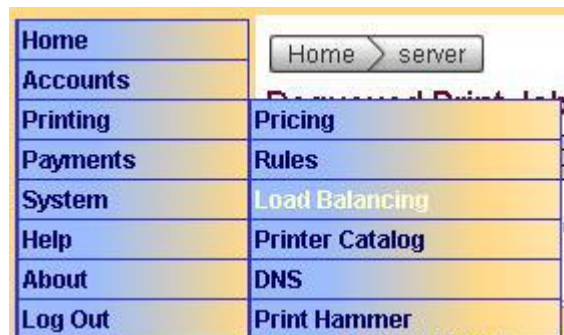 Home
Accounts
Printing
Payments
System
Help
About
Log Out
Home
server
Pricing
Rules
Load Balancing
Printer Catalog
DNS
Print Hammer